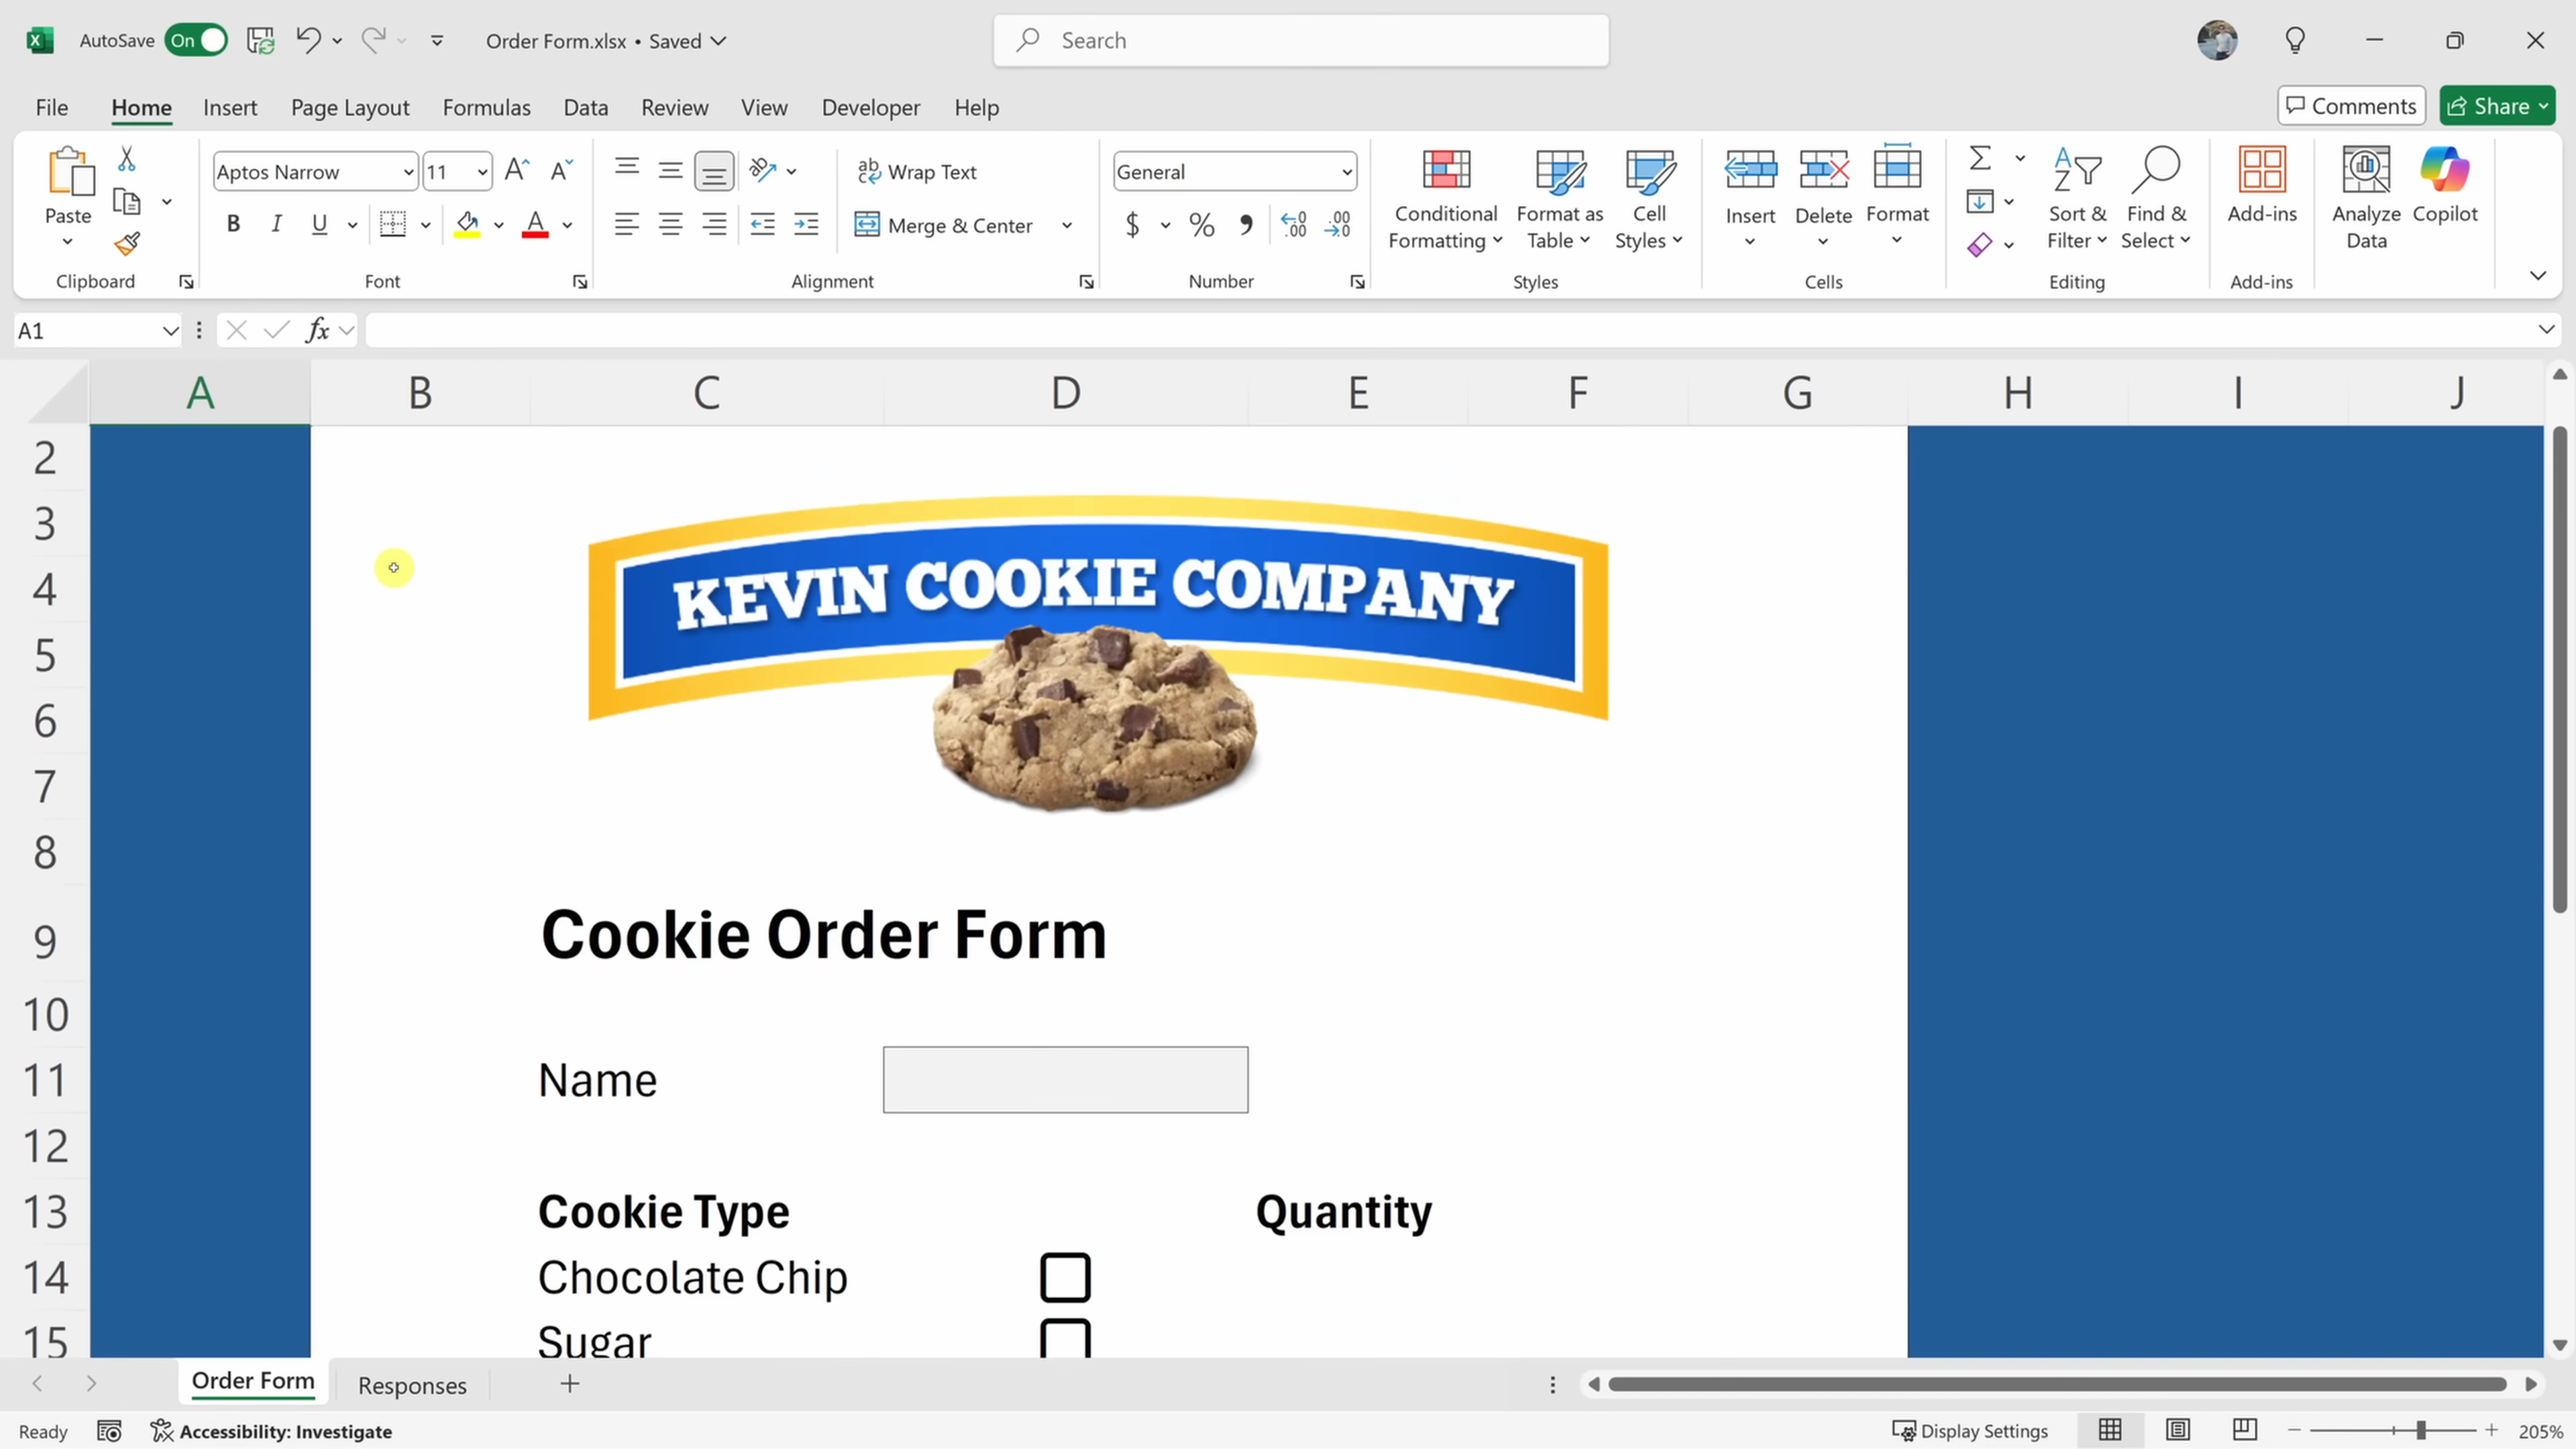 AutoSave On Order Form.xlsx • Saved Search
File Home Insert Page Layout Formulas Data Review View Developer Help Comments Share
Paste
Clipboard
Aptos Narrow 11
B I U A
Font
Wrap Text
Merge & Center
Alignment
General
$ % 9 .00 .00
Number
Conditional Formatting
Format as Table
Cell Styles
Styles
Insert
Delete
Format
Cells
Sort & Filter
Find & Select
Editing
Add-ins
Add-ins
Analyze Data
Copilot
A1 fx
A B C D E F G H I J
2
3
4
KEVIN COOKIE COMPANY
5
6
7
8
9 Cookie Order Form
10
11 Name
12
13 Cookie Type Quantity
14 Chocolate Chip
15 Sugar
Order Form Responses
Ready Accessibility: Investigate Display Settings 205%